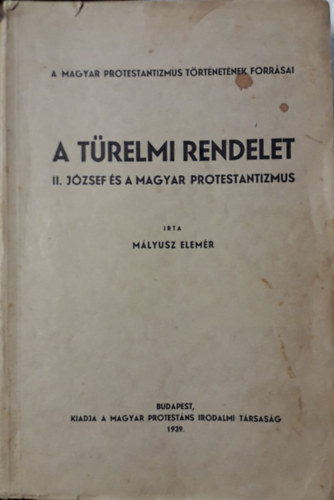 A MAGYAR PROTESTANTIZMUS TÖRTÉNETÉNEK FORRÁSAI
A TÜRELMI RENDELET
II. JÓZSEF ÉS A MAGYAR PROTESTANTIZMUS
IRTA
MÁLYUSZ ELEMÉR
BUDAPEST,
KIADJA A MAGYAR PROTESTÁNS IRODALMI TÁRSASÁG
1939.